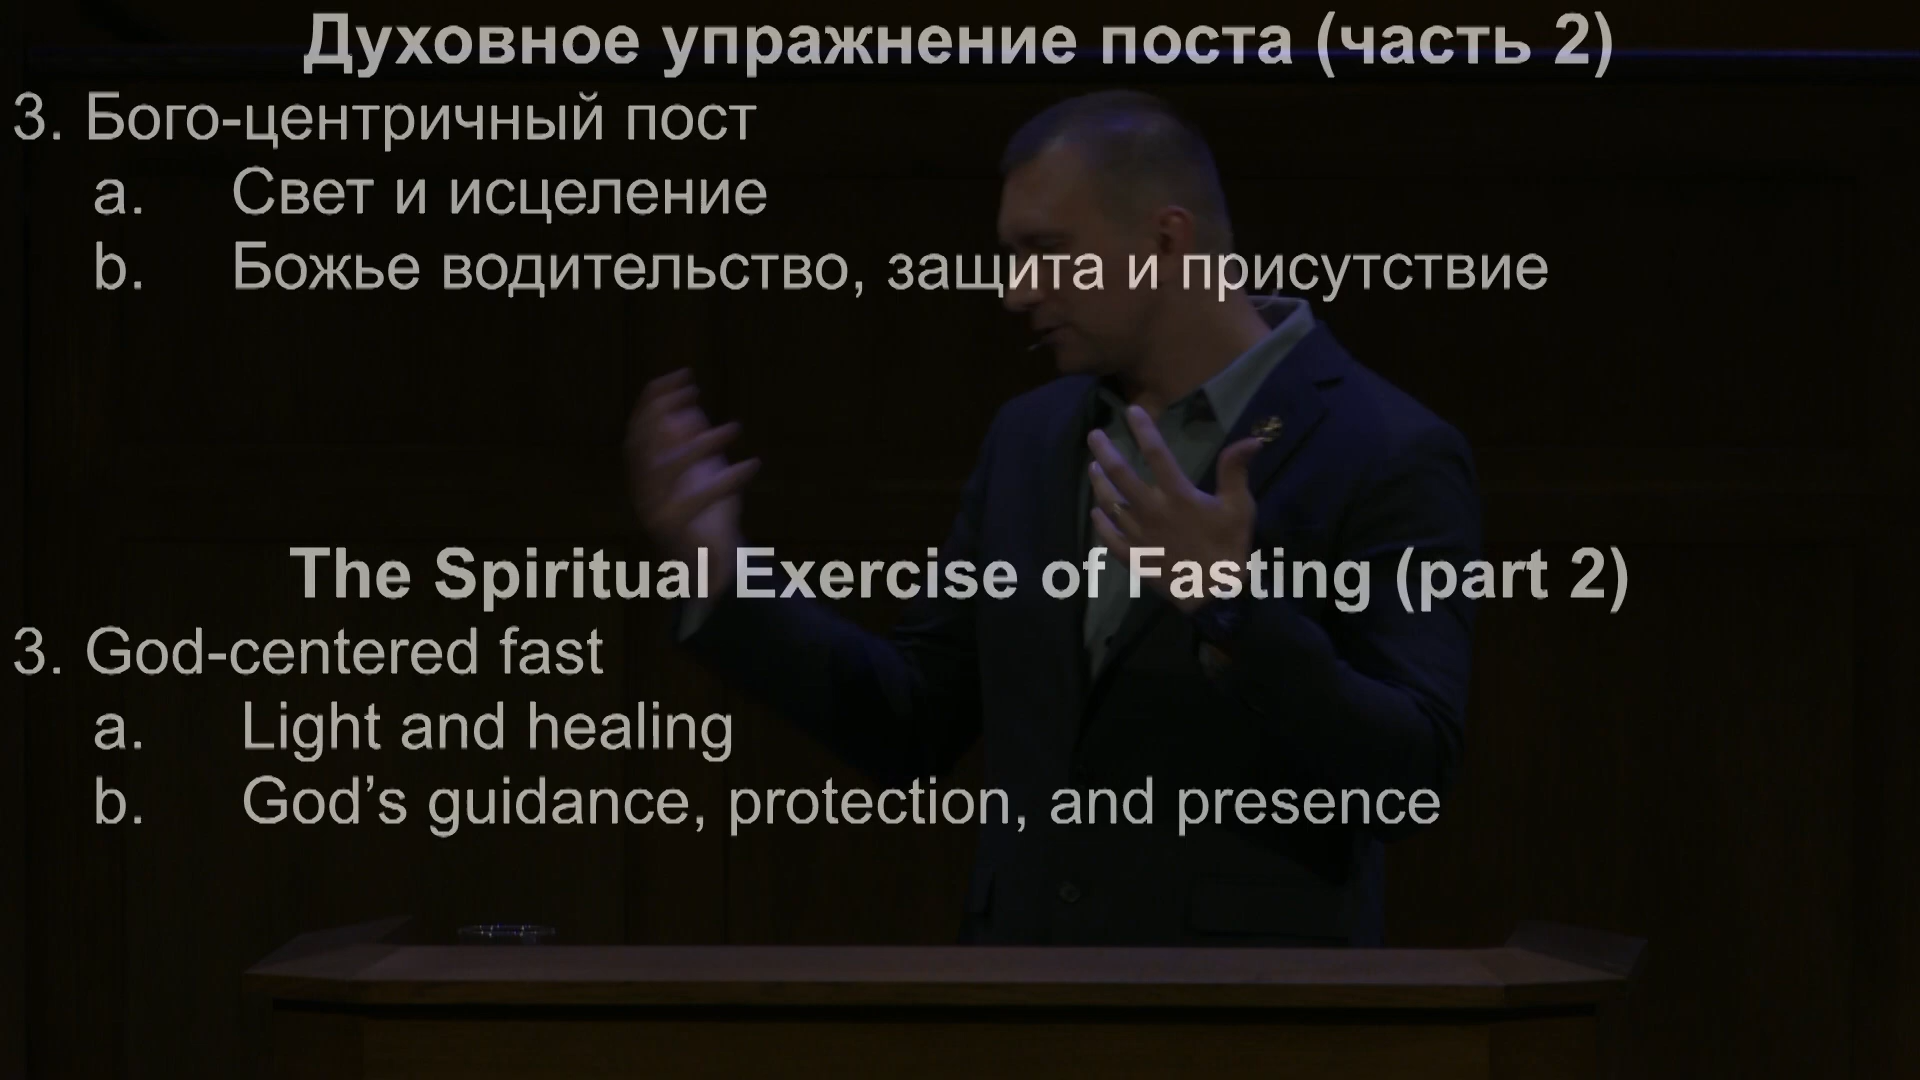 Духовное упражнение поста (часть 2)
3. Бого-центричный пост
a. Свет и исцеление
b. Божье водительство, защита и присутствие
The Spiritual Exercise of Fasting (part 2)
3. God-centered fast
a. Light and healing
b. God’s guidance, protection, and presence